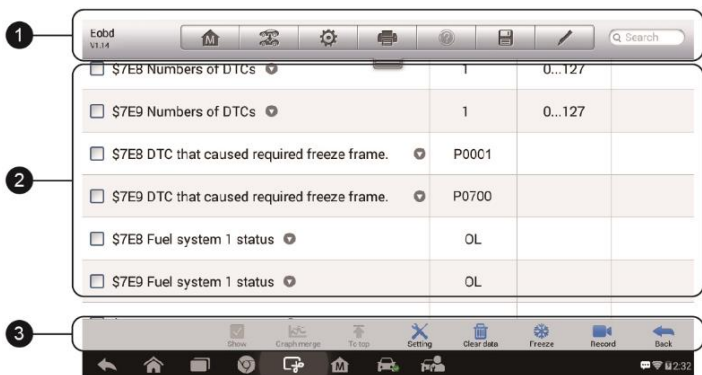 1
Eobd
V1.14
M
Search
2
$7E8 Numbers of DTCs 1 0...127
$7E9 Numbers of DTCs 1 0...127
$7E8 DTC that caused required freeze frame. P0001
$7E9 DTC that caused required freeze frame. P0700
$7E8 Fuel system 1 status OL
$7E9 Fuel system 1 status OL
3
Show Graph merge To top Setting Clear data Freeze Record Back
M 2:32